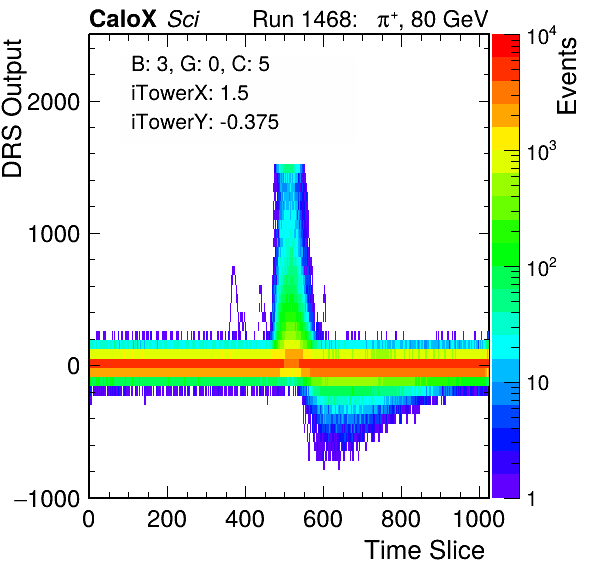 CaloX Sci Run 1468: π⁺, 80 GeV
B: 3, G: 0, C: 5
iTowerX: 1.5
iTowerY: -0.375
DRS Output
2000
1000
0
−1000
0 200 400 600 800 1000
Time Slice
Events
10⁴
10³
10²
10
1